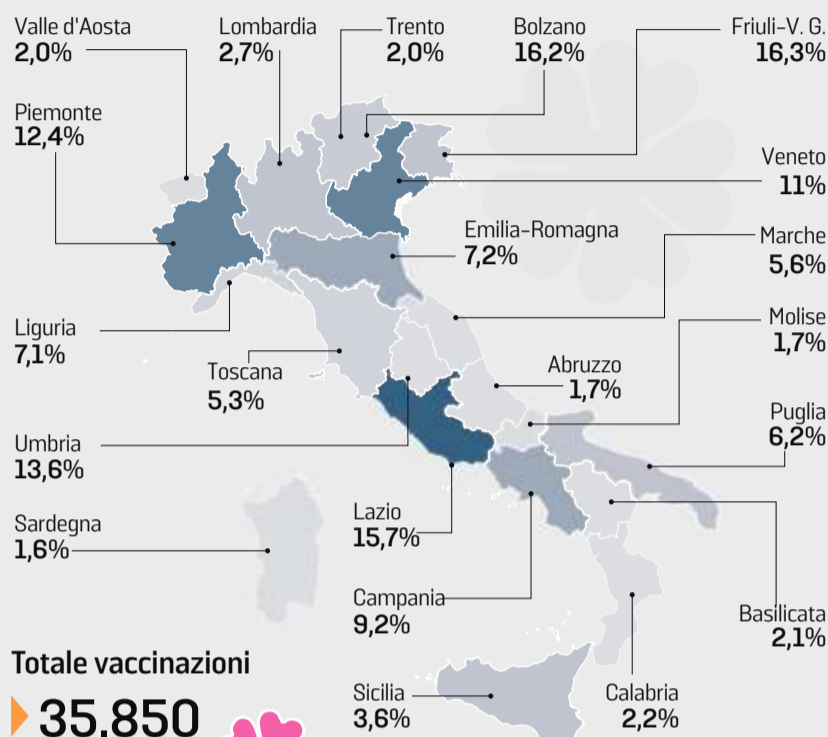 Valle d'Aosta
2,0%
Lombardia
2,7%
Trento
2,0%
Bolzano
16,2%
Friuli-V. G.
16,3%
Piemonte
12,4%
Veneto
11%
Emilia-Romagna
7,2%
Marche
5,6%
Liguria
7,1%
Toscana
5,3%
Molise
1,7%
Abruzzo
1,7%
Puglia
6,2%
Umbria
13,6%
Sardegna
1,6%
Lazio
15,7%
Campania
9,2%
Basilicata
2,1%
Totale vaccinazioni
35.850
Sicilia
3,6%
Calabria
2,2%